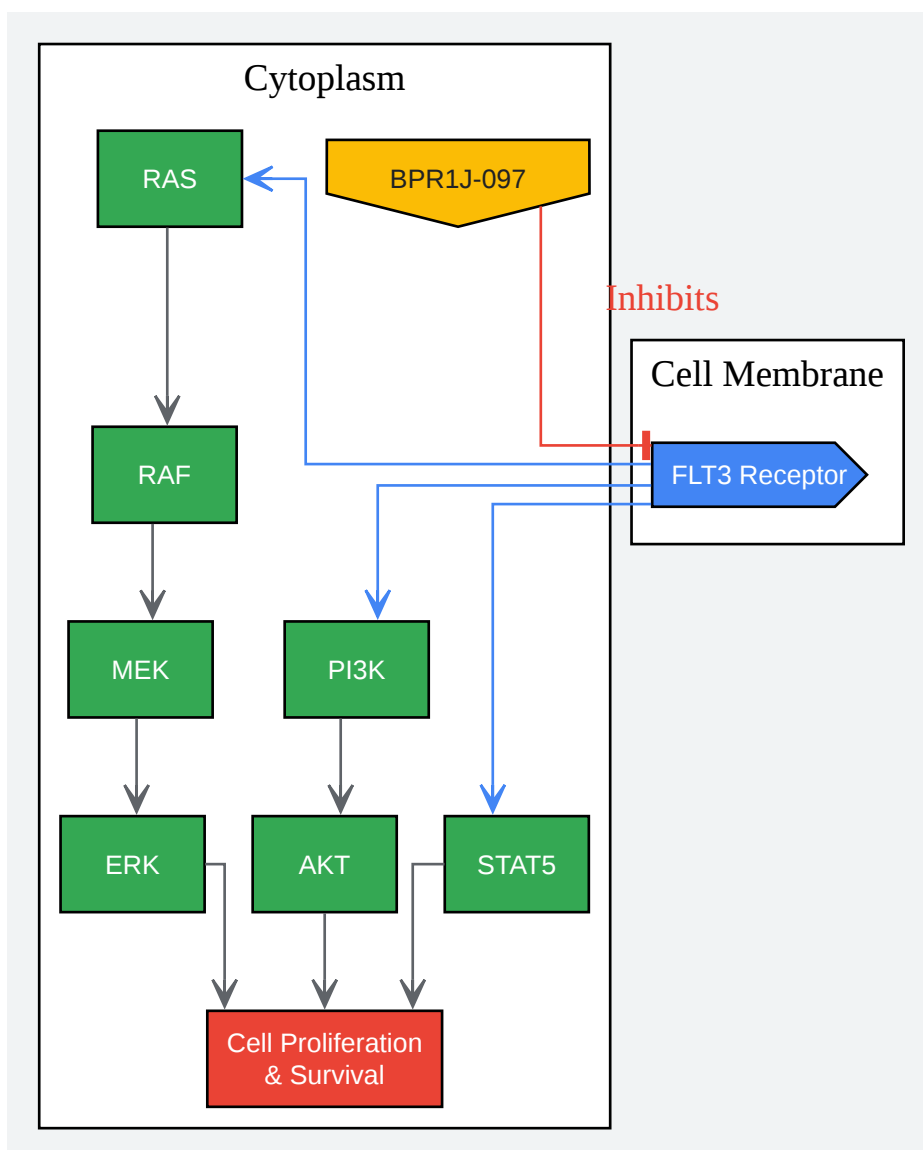 Cytoplasm
RAS
BPR1J-097
Inhibits
Cell Membrane
RAF
FLT3 Receptor
MEK
PI3K
ERK
AKT
STAT5
Cell Proliferation
& Survival